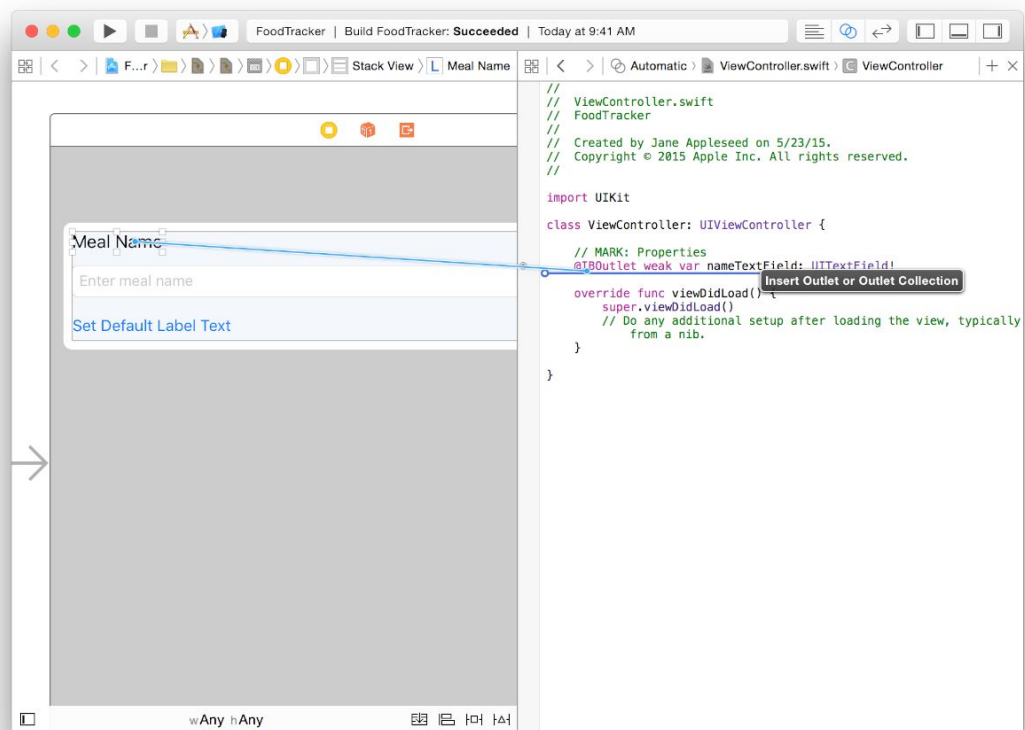 FoodTracker | Build FoodTracker: Succeeded | Today at 9:41 AM
F...r Stack View L Meal Name
Automatic ViewController.swift C ViewController
Meal Name
Enter meal name
Set Default Label Text
wAny hAny
//
// ViewController.swift
// FoodTracker
//
// Created by Jane Appleseed on 5/23/15.
// Copyright © 2015 Apple Inc. All rights reserved.
//
import UIKit
class ViewController: UIViewController {
// MARK: Properties
@IBOutlet weak var nameTextField: UITextField!
Insert Outlet or Outlet Collection
override func viewDidLoad() {
super.viewDidLoad()
// Do any additional setup after loading the view, typically
from a nib.
}
}